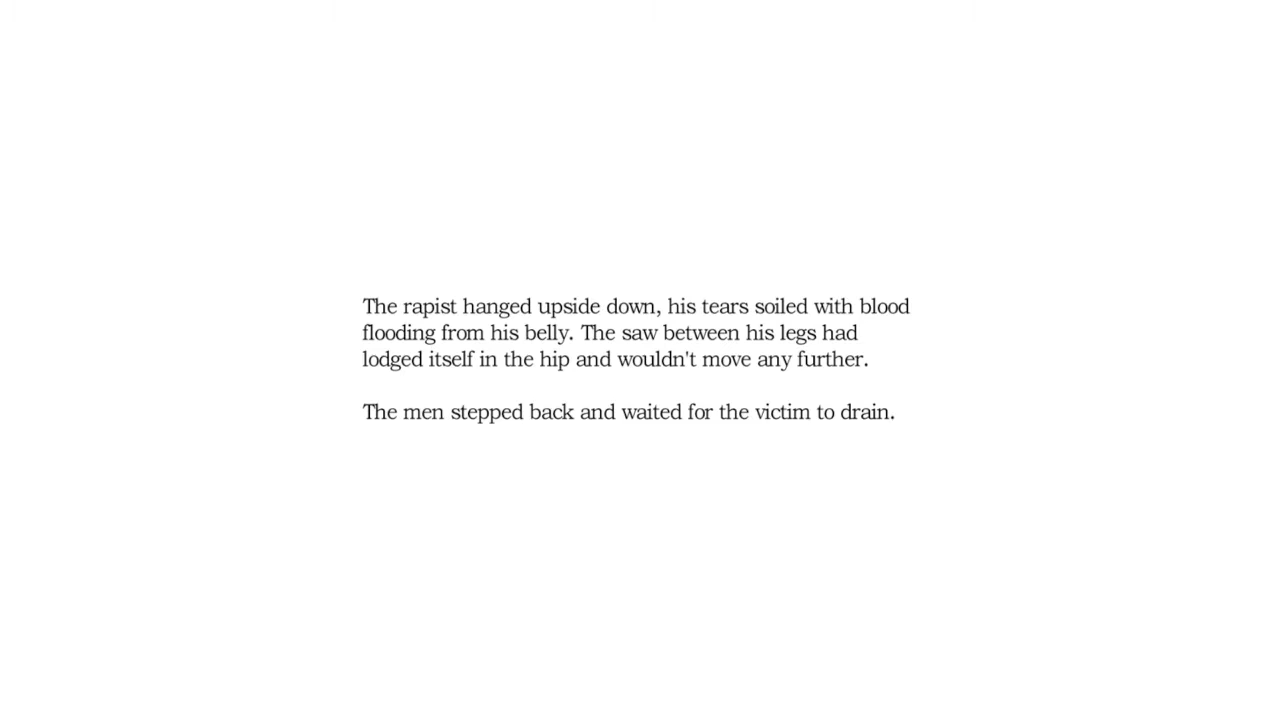 The rapist hanged upside down, his tears soiled with blood
flooding from his belly. The saw between his legs had
lodged itself in the hip and wouldn't move any further.
The men stepped back and waited for the victim to drain.